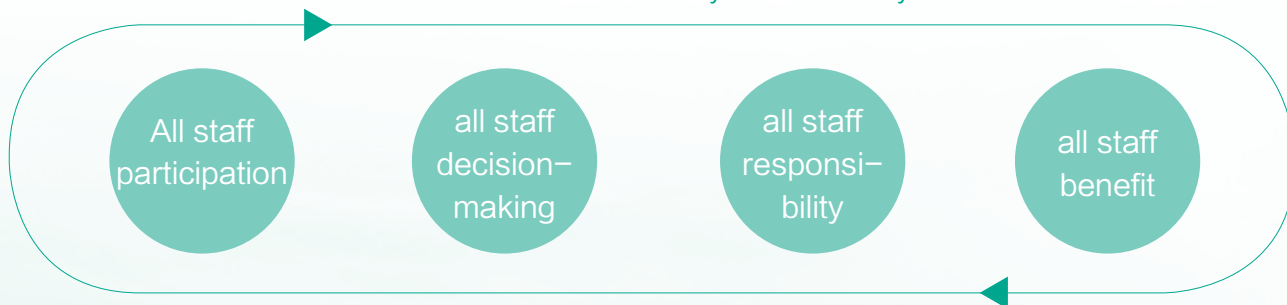 All staff
participation
all staff
decision-
making
all staff
responsi-
bility
all staff
benefit